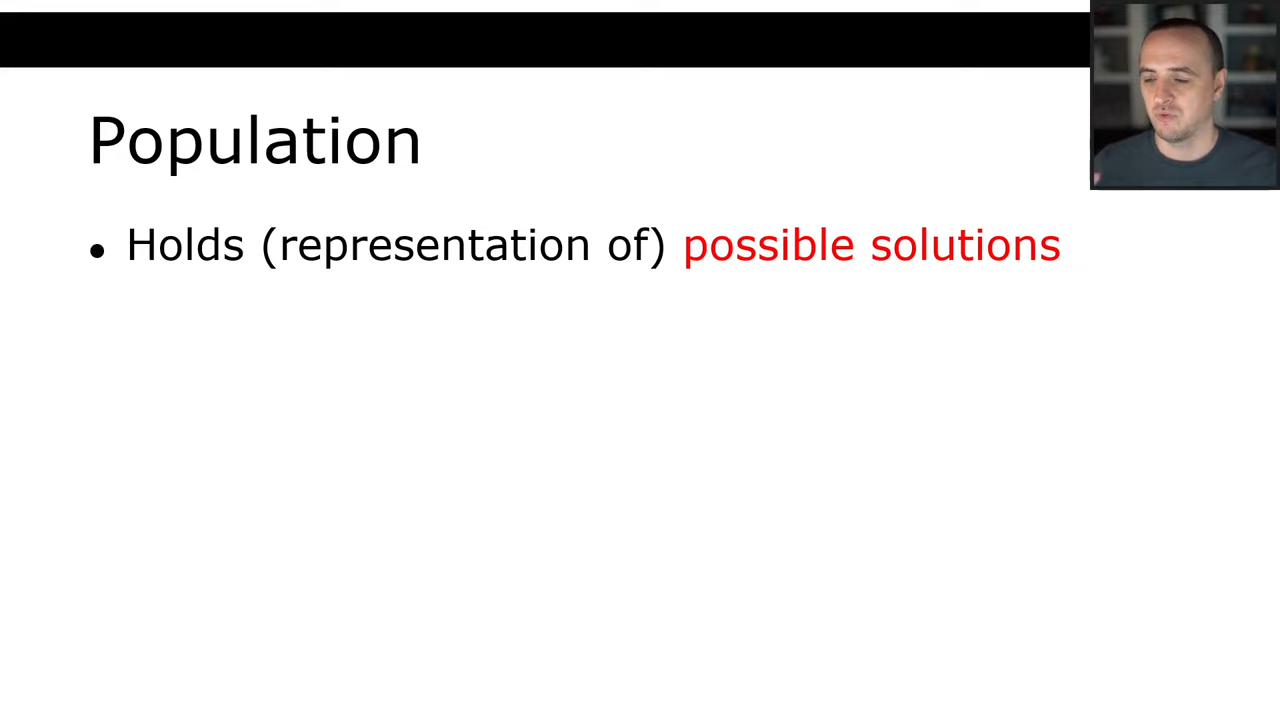 Population
• Holds (representation of) possible solutions